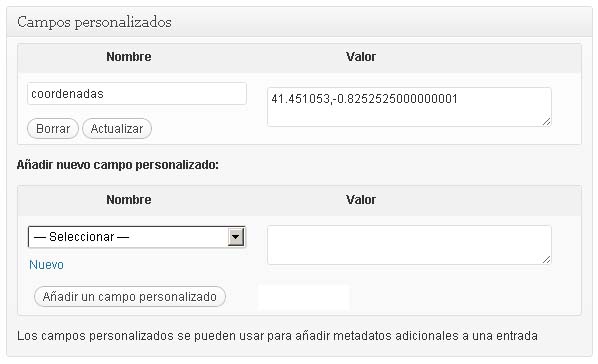 Campos personalizados
Nombre Valor
coordenadas 41.451053,-0.8252525000000001
Borrar Actualizar
Añadir nuevo campo personalizado:
Nombre Valor
— Seleccionar —
Nuevo
Añadir un campo personalizado
Los campos personalizados se pueden usar para añadir metadatos adicionales a una entrada